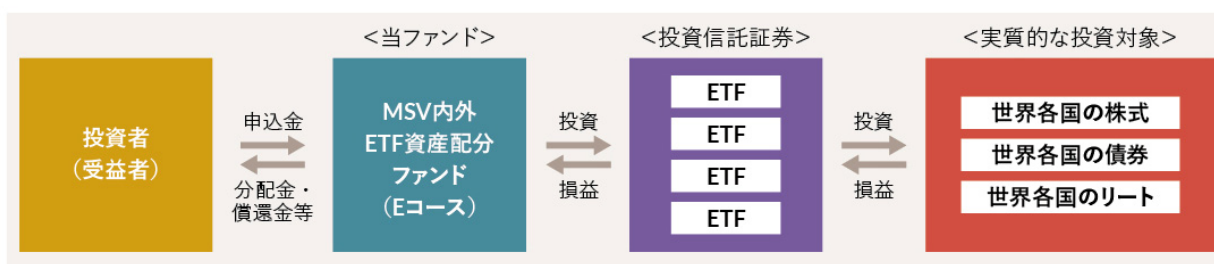 <当ファンド>
<投資信託証券>
<実質的な投資対象>
投資者
（受益者）
申込金
分配金・
償還金等
MSV内外
ETF資産配分
ファンド
（Eコース）
投資
損益
ETF
ETF
ETF
ETF
投資
損益
世界各国の株式
世界各国の債券
世界各国のリート